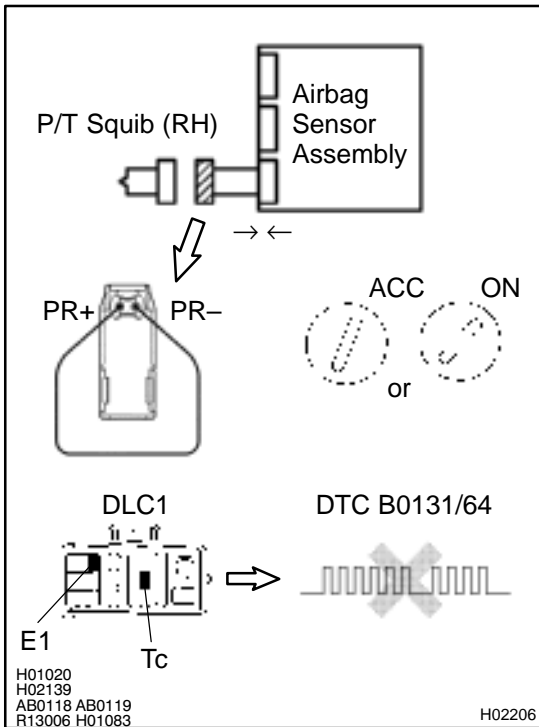 P/T Squib (RH)
Airbag
Sensor
Assembly
PR+ PR–
ACC ON
or
DLC1
DTC B0131/64
E1
Tc
H01020
H02139
AB0118 AB0119
R13006 H01083
H02206